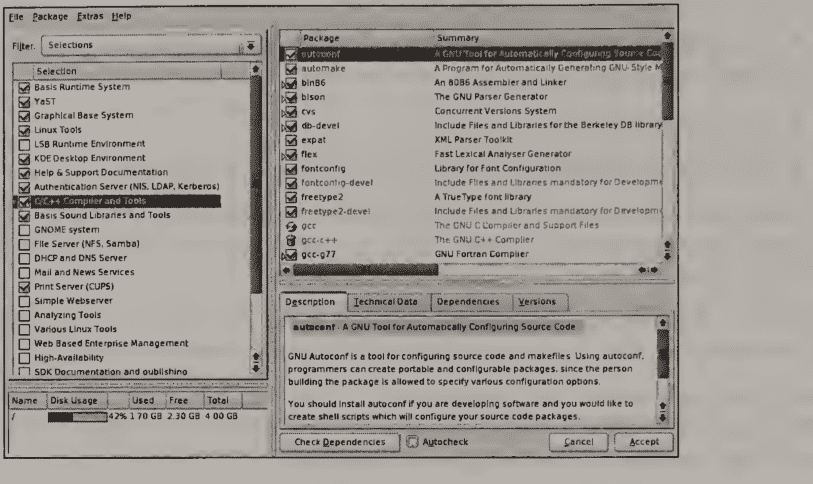 File Package Extras Help
Filter: Selections
Selection
Basis Runtime System
YaST
Graphical Base System
Linux Tools
LSB Runtime Environment
KDE Desktop Environment
Help & Support Documentation
Authentication Server (NIS, LDAP, Kerberos)
C/C++ Compiler and Tools
Basis Sound Libraries and Tools
GNOME system
File Server (NFS, Samba)
DHCP and DNS Server
Mail and News Services
Print Server (CUPS)
Simple Webserver
Analyzing Tools
Various Linux Tools
Web Based Enterprise Management
High-Availability
SDK Documentation and publishing
Name Disk Usage Used Free Total
/ 42% 1.70 GB 2.30 GB 4.00 GB
Package Summary
autoconf A GNU Tool for Automatically Configuring Source Cod
automake A Program for Automatically Generating GNU-Style M
bin86 An 8086 Assembler and Linker
bison The GNU Parser Generator
cvs Concurrent Versions System
db-devel Include Files and Libraries for the Berkeley DB library
expat XML Parser Toolkit
flex Fast Lexical Analyser Generator
fontconfig Library for Font Configuration
fontconfig-devel Include Files and Libraries mandatory for Developme
freetype2 A TrueType font library
freetype2-devel Include Files and Libraries mandatory for Developme
gcc The GNU C Compiler and Support Files
gcc-c++ The GNU C++ Compiler
gcc-g77 GNU Fortran Compiler
Description Technical Data Dependencies Versions
autoconf - A GNU Tool for Automatically Configuring Source Code
GNU Autoconf is a tool for configuring source code and makefiles. Using autoconf,
programmers can create portable and configurable packages, since the person
building the package is allowed to specify various configuration options.
You should install autoconf if you are developing software and you would like to
create shell scripts which will configure your source code packages.
Check Dependencies Autocheck Cancel Accept